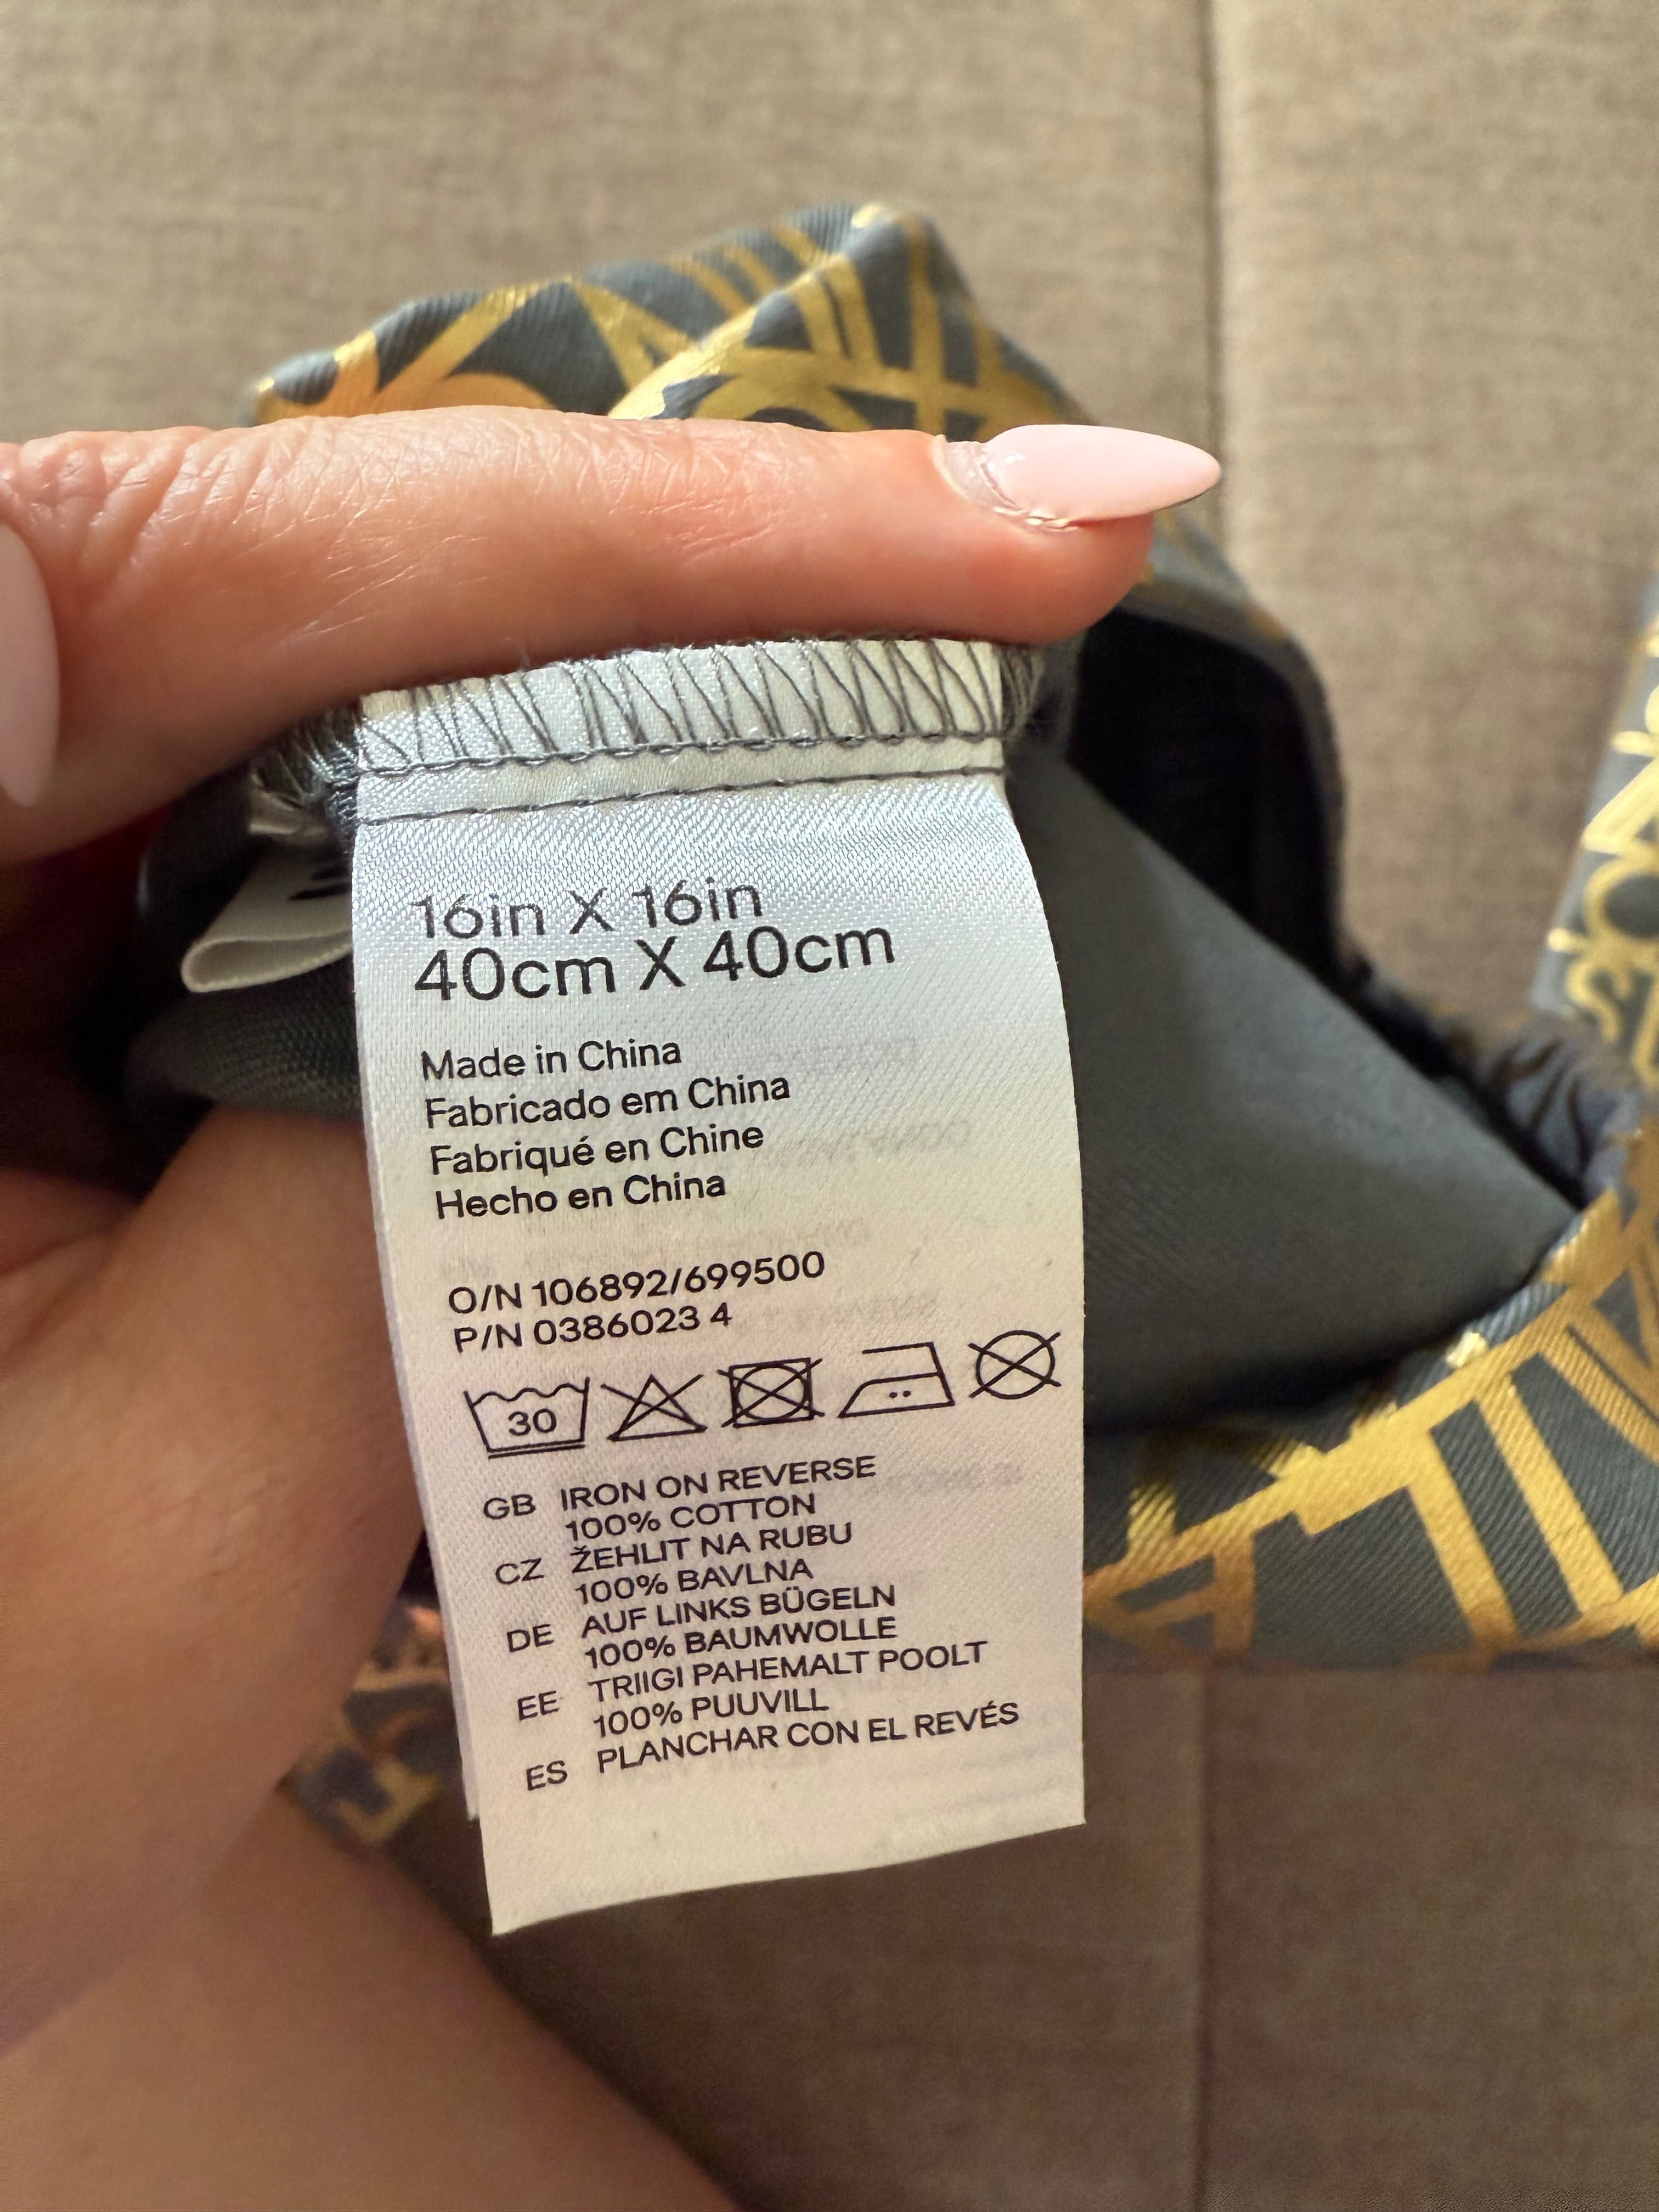 16in X 16in
40cm X 40cm
Made in China
Fabricado em China
Fabriqué en Chine
Hecho en China
O/N 106892/699500
P/N 0386023 4
30
GB IRON ON REVERSE
100% COTTON
CZ ŽEHLIT NA RUBU
100% BAVLNA
DE AUF LINKS BÜGELN
100% BAUMWOLLE
EE TRIIGI PAHEMALT POOLT
100% PUUVILL
ES PLANCHAR CON EL REVÉS